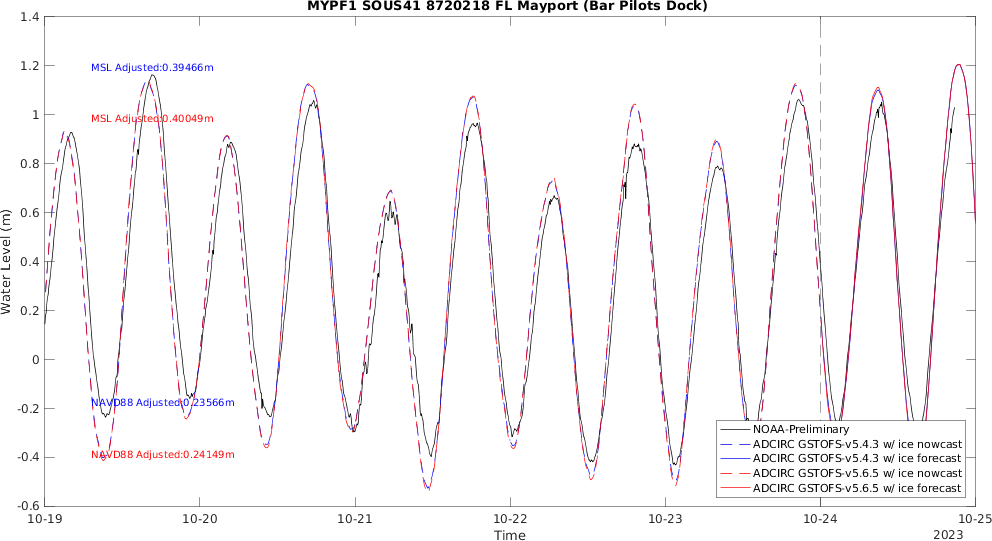 MYPF1 SOUS41 8720218 FL Mayport (Bar Pilots Dock)
Water Level (m)
1.4
1.2
1
0.8
0.6
0.4
0.2
0
-0.2
-0.4
-0.6
MSL Adjusted:0.39466m
MSL Adjusted:0.40049m
NAVD88 Adjusted:0.23566m
NAVD88 Adjusted:0.24149m
NOAA-Preliminary
ADCIRC GSTOFS-v5.4.3 w/ ice nowcast
ADCIRC GSTOFS-v5.4.3 w/ ice forecast
ADCIRC GSTOFS-v5.6.5 w/ ice nowcast
ADCIRC GSTOFS-v5.6.5 w/ ice forecast
10-19 10-20 10-21 10-22 10-23 10-24 10-25
Time
2023